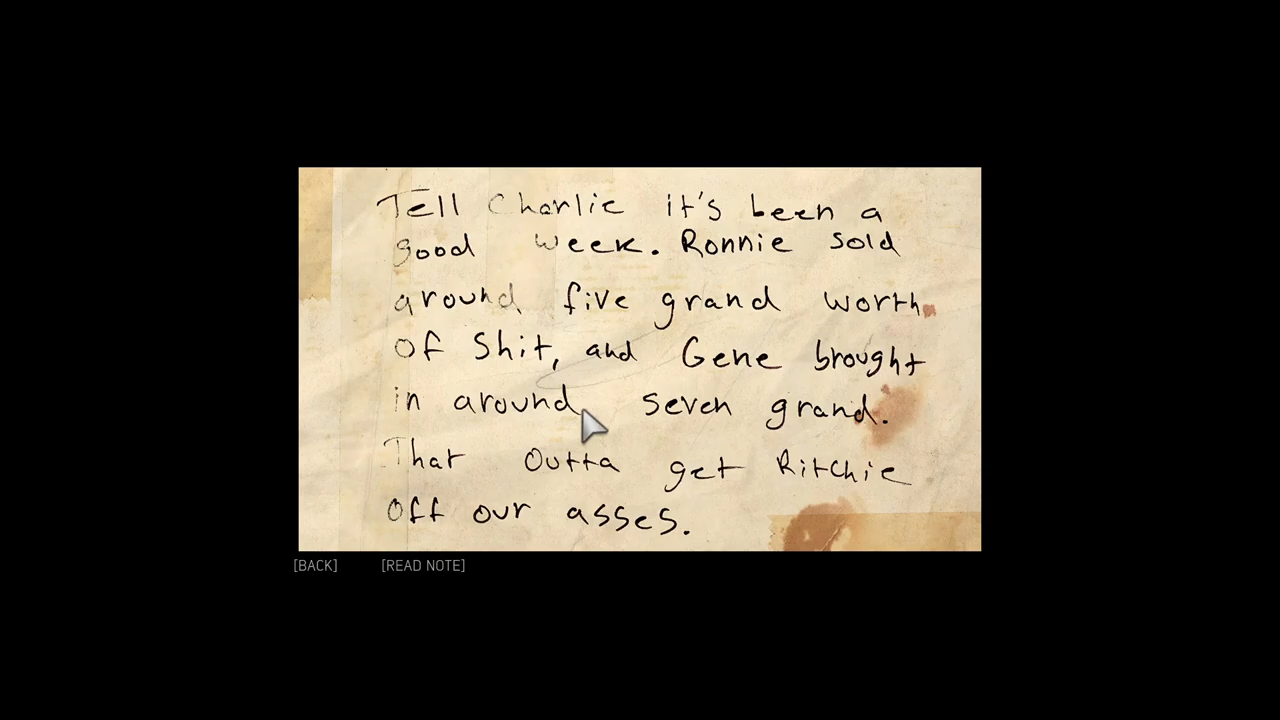 Tell Charlie it's been a
good week. Ronnie sold
around five grand worth
of Shit, and Gene brought
in around seven grand.
That Outta get Ritchie
off our asses.
[BACK] [READ NOTE]